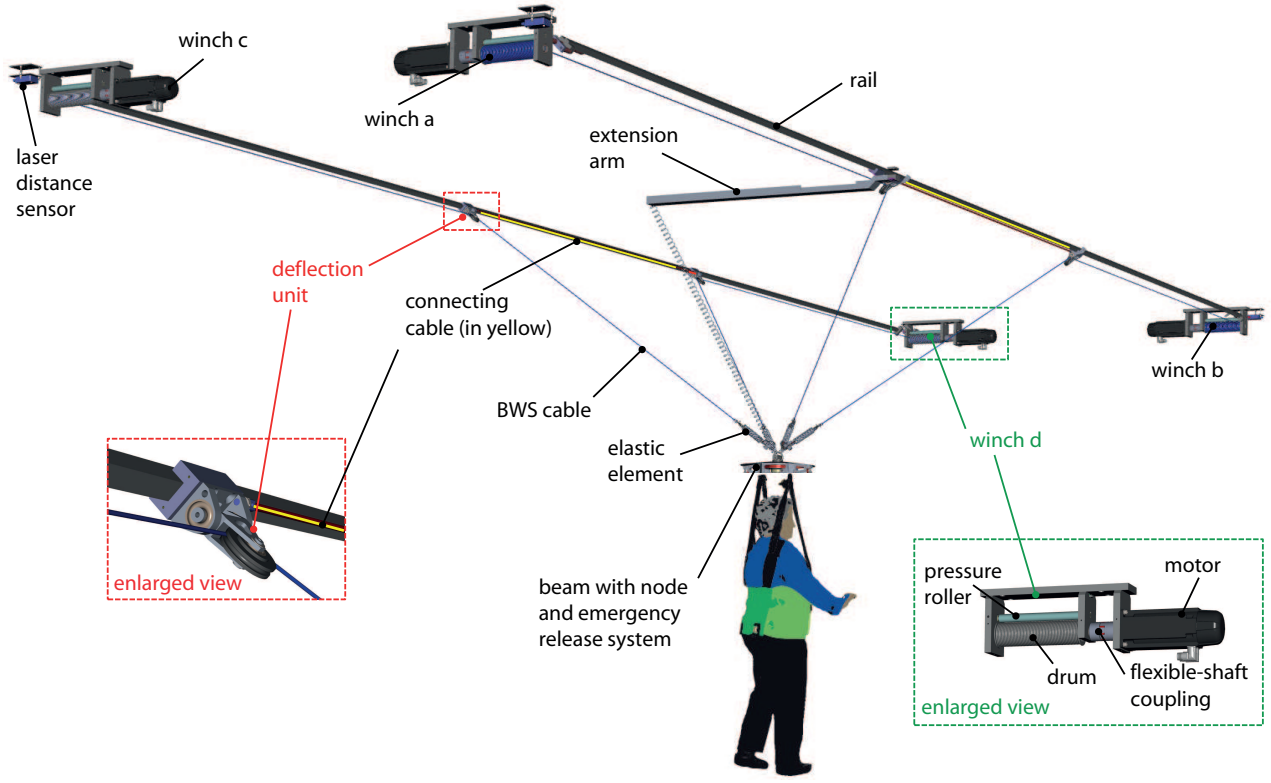 winch c
winch a
rail
extension
arm
laser
distance
sensor
deflection
unit
connecting
cable (in yellow)
BWS cable
winch b
elastic
element
winch d
enlarged view
beam with node
and emergency
release system
pressure
roller
motor
drum
flexible-shaft
coupling
enlarged view